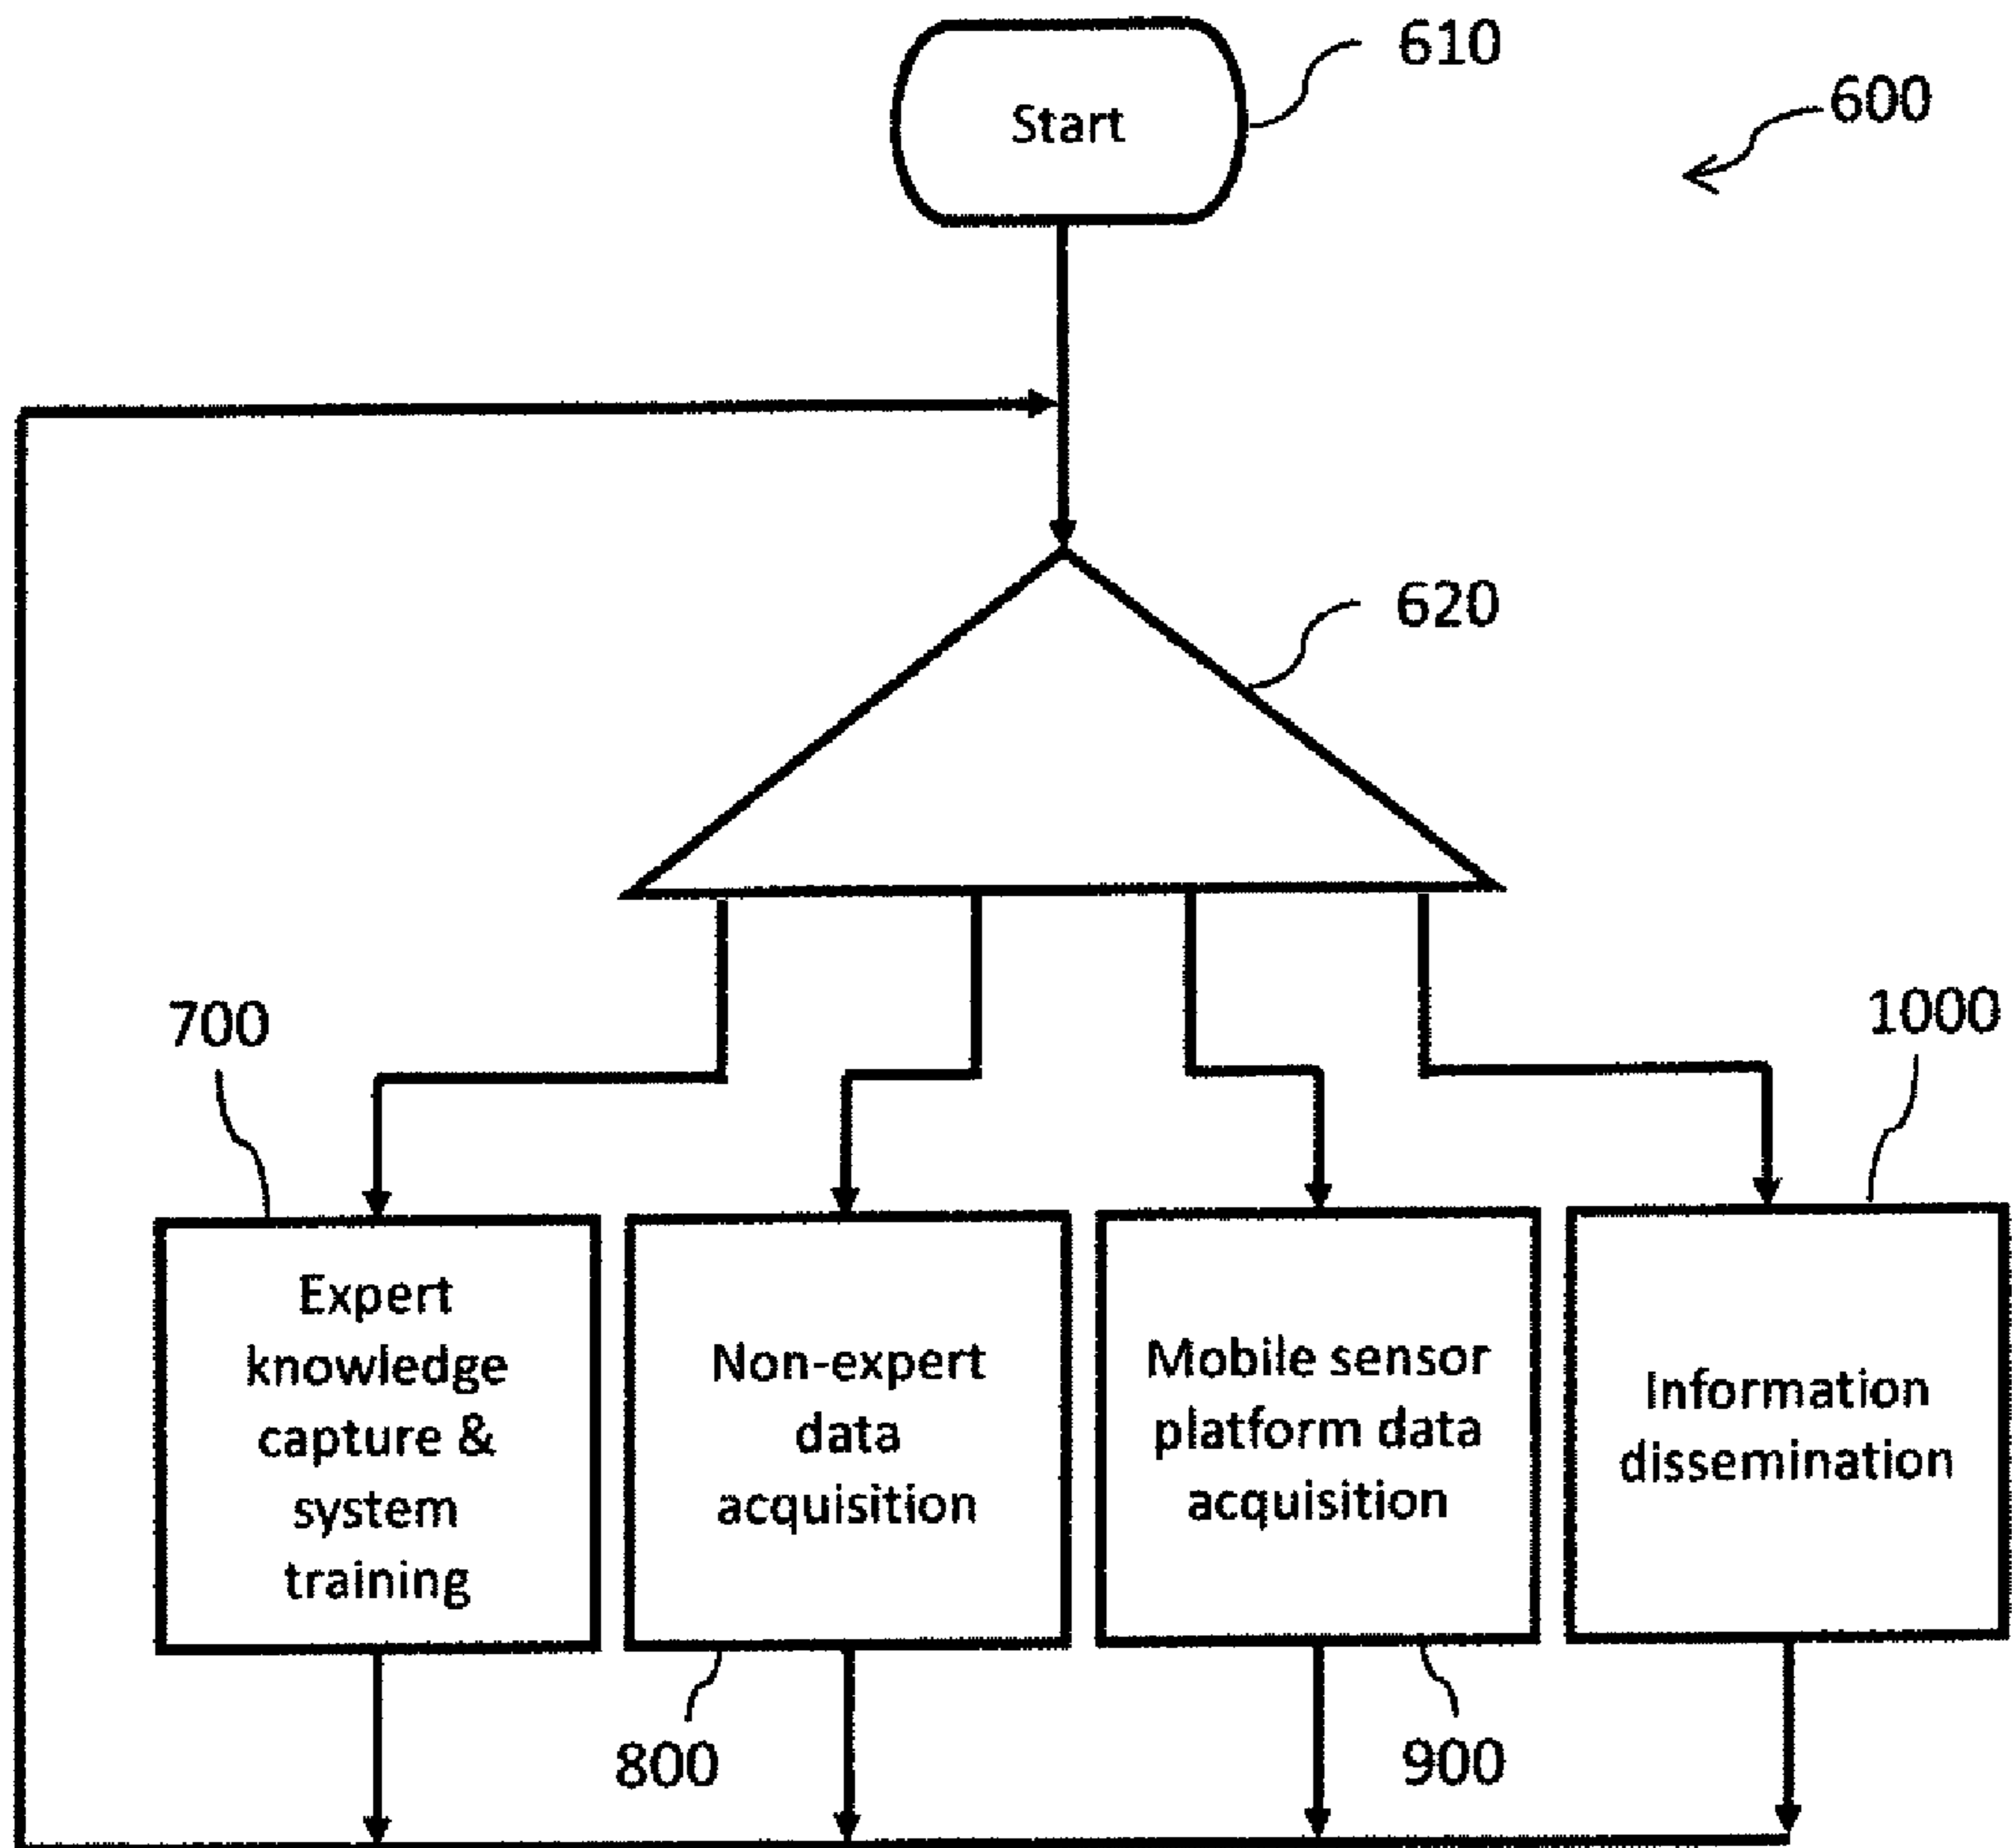 610
Start
600
620
700
1000
Expert
knowledge
capture &
system
training
Non-expert
data
acquisition
Mobile sensor
platform data
acquisition
Information
dissemination
800
900